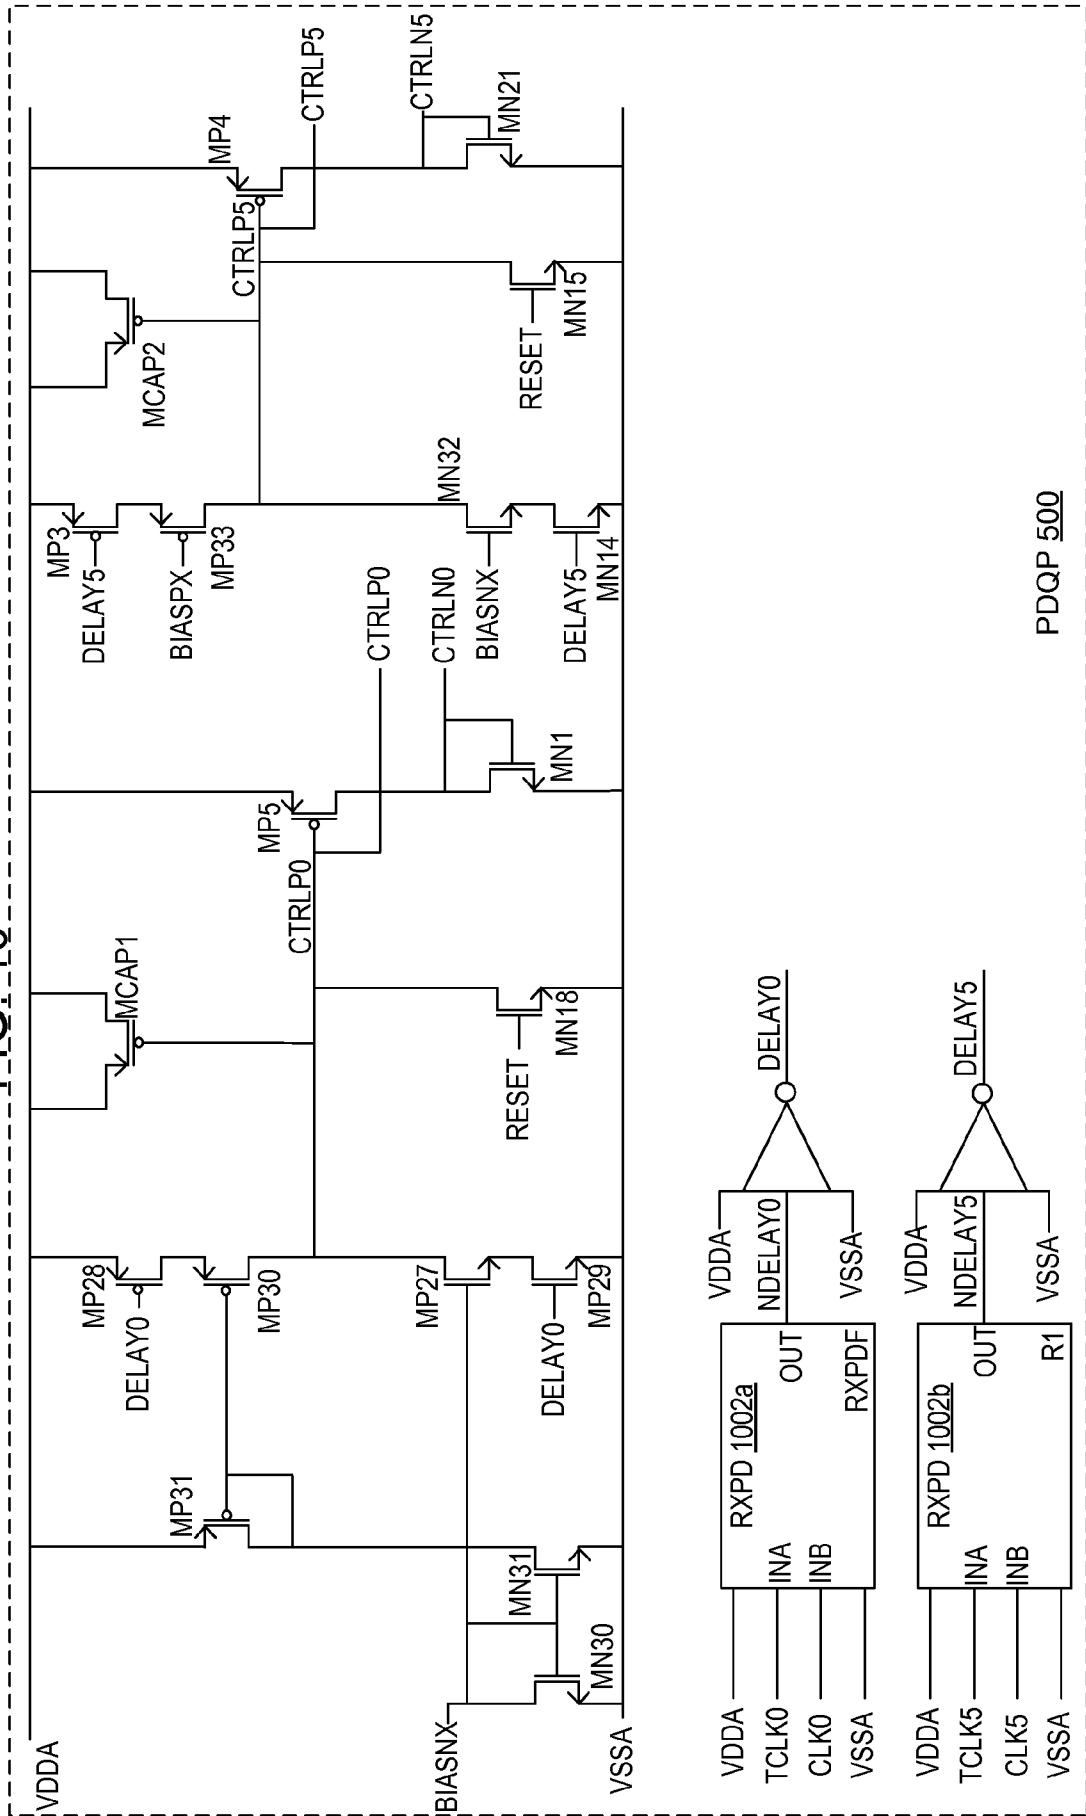 VDDA
BIASNX
VSSA
MN30
MN31
MP31
MP28
DELAY0
MP30
MP27
DELAY0
MP29
MCAP1
RESET
MN18
CTRLP0
MP5
MN1
CTRLP0
CTRLN0
MP3
DELAY5
BIASPX
MP33
MN32
BIASNX
DELAY5
MN14
MCAP2
RESET
MN15
CTRLP5
MP4
MN21
CTRLP5
CTRLN5
VDDA
TCLK0
CLK0
VSSA
RXPD 1002a
INA
INB
OUT
RXPDF
VDDA
NDELAY0
VSSA
DELAY0
VDDA
TCLK5
CLK5
VSSA
RXPD 1002b
INA
INB
OUT
R1
VDDA
NDELAY5
VSSA
DELAY5
PDQP 500